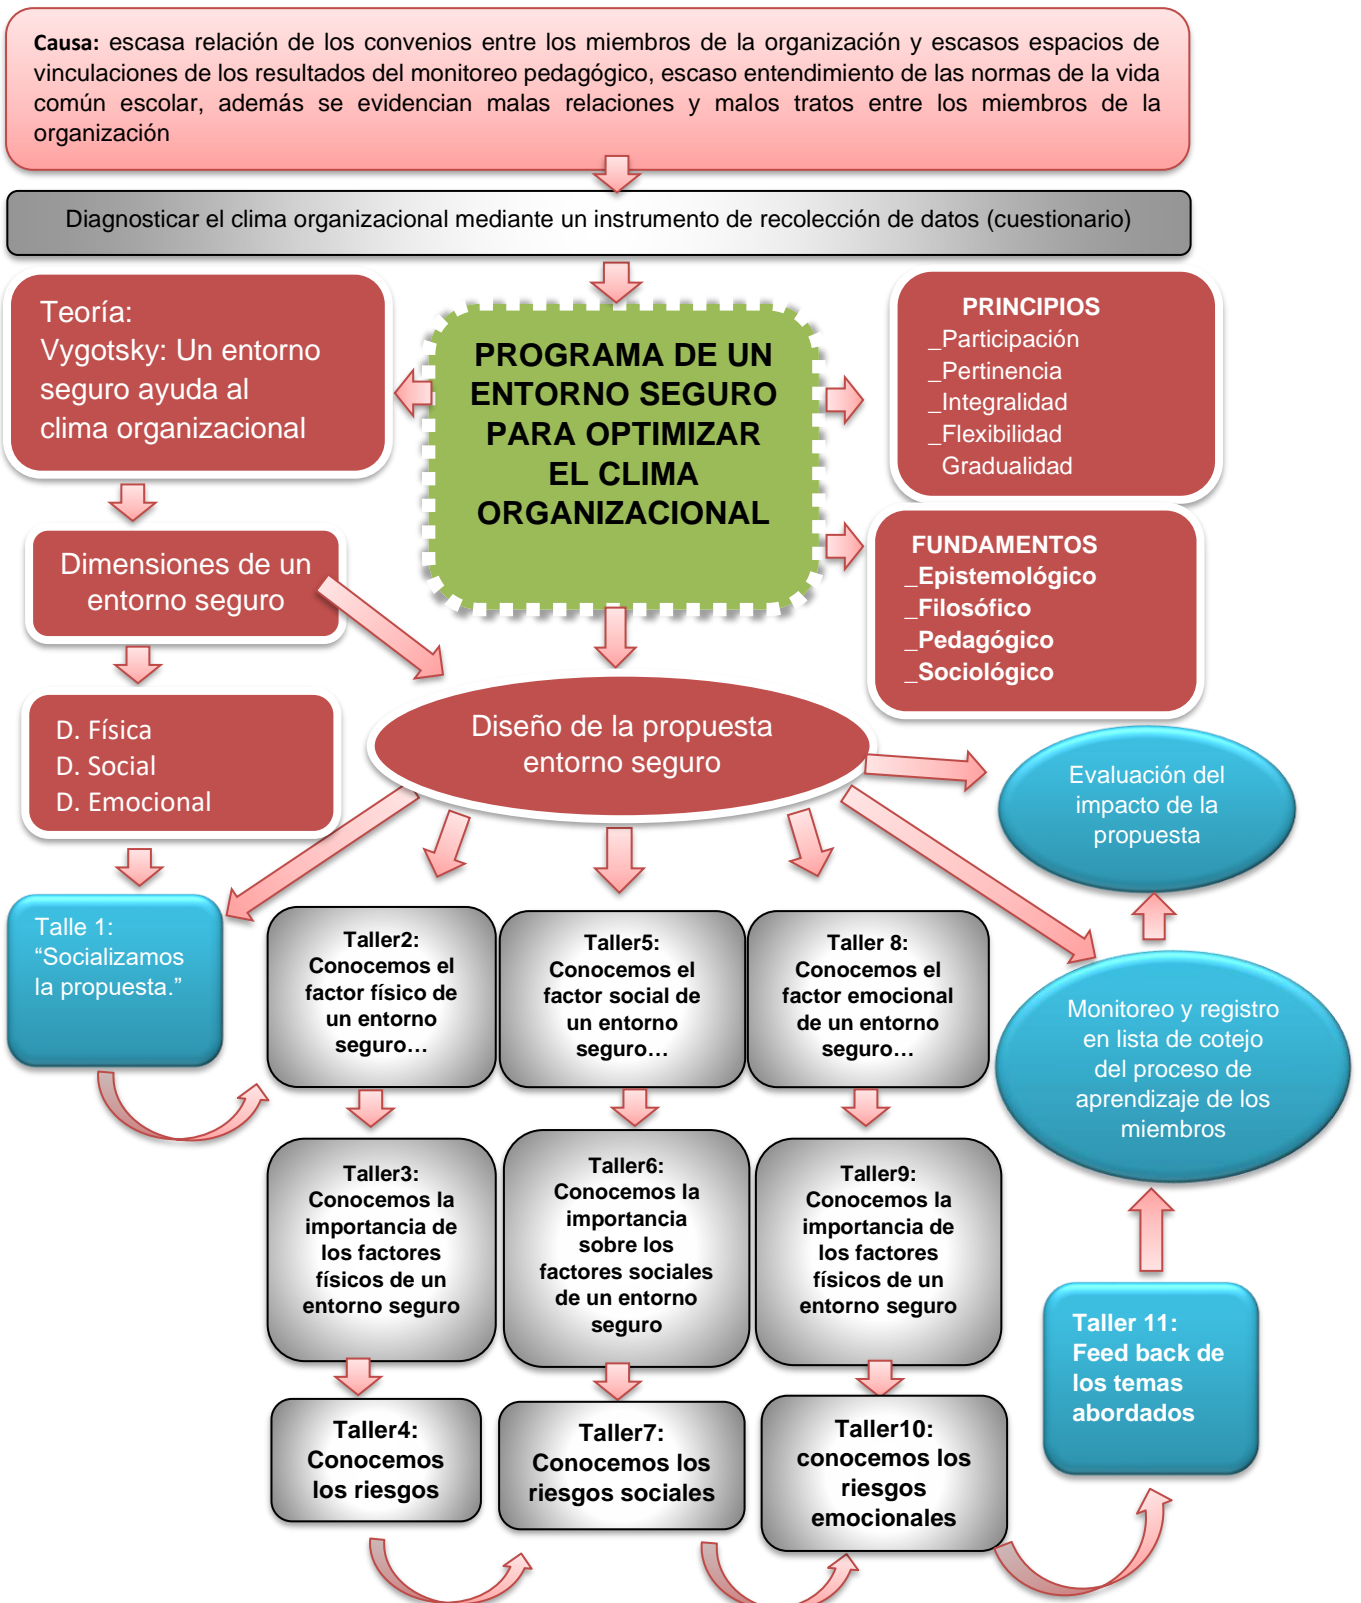 Causa: escasa relación de los convenios entre los miembros de la organización y escasos espacios de
vinculaciones de los resultados del monitoreo pedagógico, escaso entendimiento de las normas de la vida
común escolar, además se evidencian malas relaciones y malos tratos entre los miembros de la
organización
Diagnosticar el clima organizacional mediante un instrumento de recolección de datos (cuestionario)
Teoría:
Vygotsky: Un entorno
seguro ayuda al
clima organizacional
PROGRAMA DE UN
ENTORNO SEGURO
PARA OPTIMIZAR
EL CLIMA
ORGANIZACIONAL
PRINCIPIOS
_Participación
_Pertinencia
_Integralidad
_Flexibilidad
Gradualidad
Dimensiones de un
entorno seguro
FUNDAMENTOS
_Epistemológico
_Filosófico
_Pedagógico
_Sociológico
D. Física
D. Social
D. Emocional
Diseño de la propuesta
entorno seguro
Evaluación del
impacto de la
propuesta
Talle 1:
“Socializamos
la propuesta.”
Taller2:
Conocemos el
factor físico de
un entorno
seguro…
Taller5:
Conocemos el
factor social de
un entorno
seguro…
Taller 8:
Conocemos el
factor emocional
de un entorno
seguro…
Monitoreo y registro
en lista de cotejo
del proceso de
aprendizaje de los
miembros
Taller3:
Conocemos la
importancia de
los factores
físicos de un
entorno seguro
Taller6:
Conocemos la
importancia
sobre los
factores sociales
de un entorno
seguro
Taller9:
Conocemos la
importancia de
los factores
físicos de un
entorno seguro
Taller 11:
Feed back de
los temas
abordados
Taller4:
Conocemos
los riesgos
Taller7:
Conocemos los
riesgos sociales
Taller10:
conocemos los
riesgos
emocionales